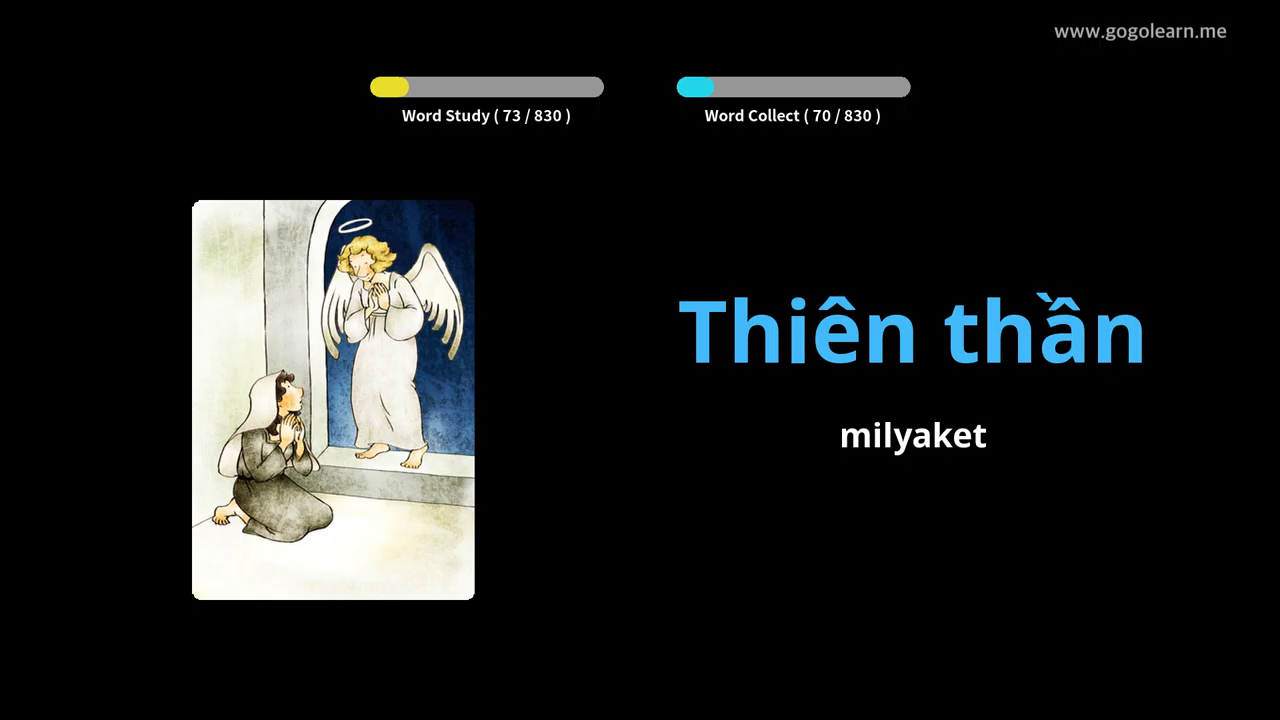 www.gogolearn.me
Word Study ( 73 / 830 )
Word Collect ( 70 / 830 )
Thiên thần
milyaket